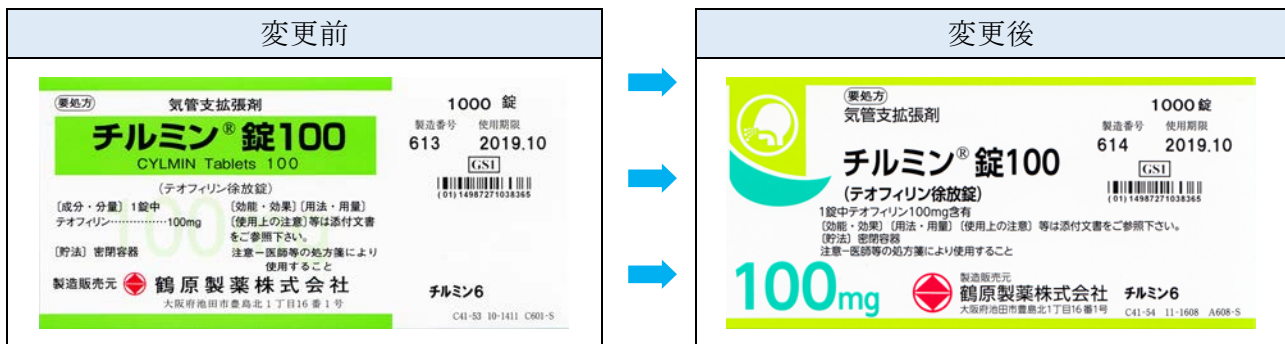 変更前
要処方
気管支拡張剤
チルミン®錠100
CYLMIN Tablets 100
(テオフィリン徐放錠)
〔成分・分量〕1錠中
テオフィリン……………100mg
〔貯法〕密閉容器
〔効能・効果〕〔用法・用量〕
〔使用上の注意〕等は添付文書
をご参照下さい。
注意－医師等の処方箋により
使用すること
100
製造販売元 鶴原製薬株式会社
大阪府池田市豊島北1丁目16番1号
1000 錠
製造番号 使用期限
613 2019.10
GS1
(01)14987271038365
チルミン6
C41-53 10-1411 C601-S
変更後
要処方
気管支拡張剤
チルミン®錠100
(テオフィリン徐放錠)
1錠中テオフィリン100mg含有
〔効能・効果〕〔用法・用量〕〔使用上の注意〕等は添付文書をご参照下さい。
〔貯法〕密閉容器
注意－医師等の処方箋により使用すること
100mg
製造販売元
鶴原製薬株式会社
大阪府池田市豊島北1丁目16番1号
1000錠
製造番号 使用期限
614 2019.10
GS1
(01)14987271038365
チルミン6
C41-54 11-1608 A608-S